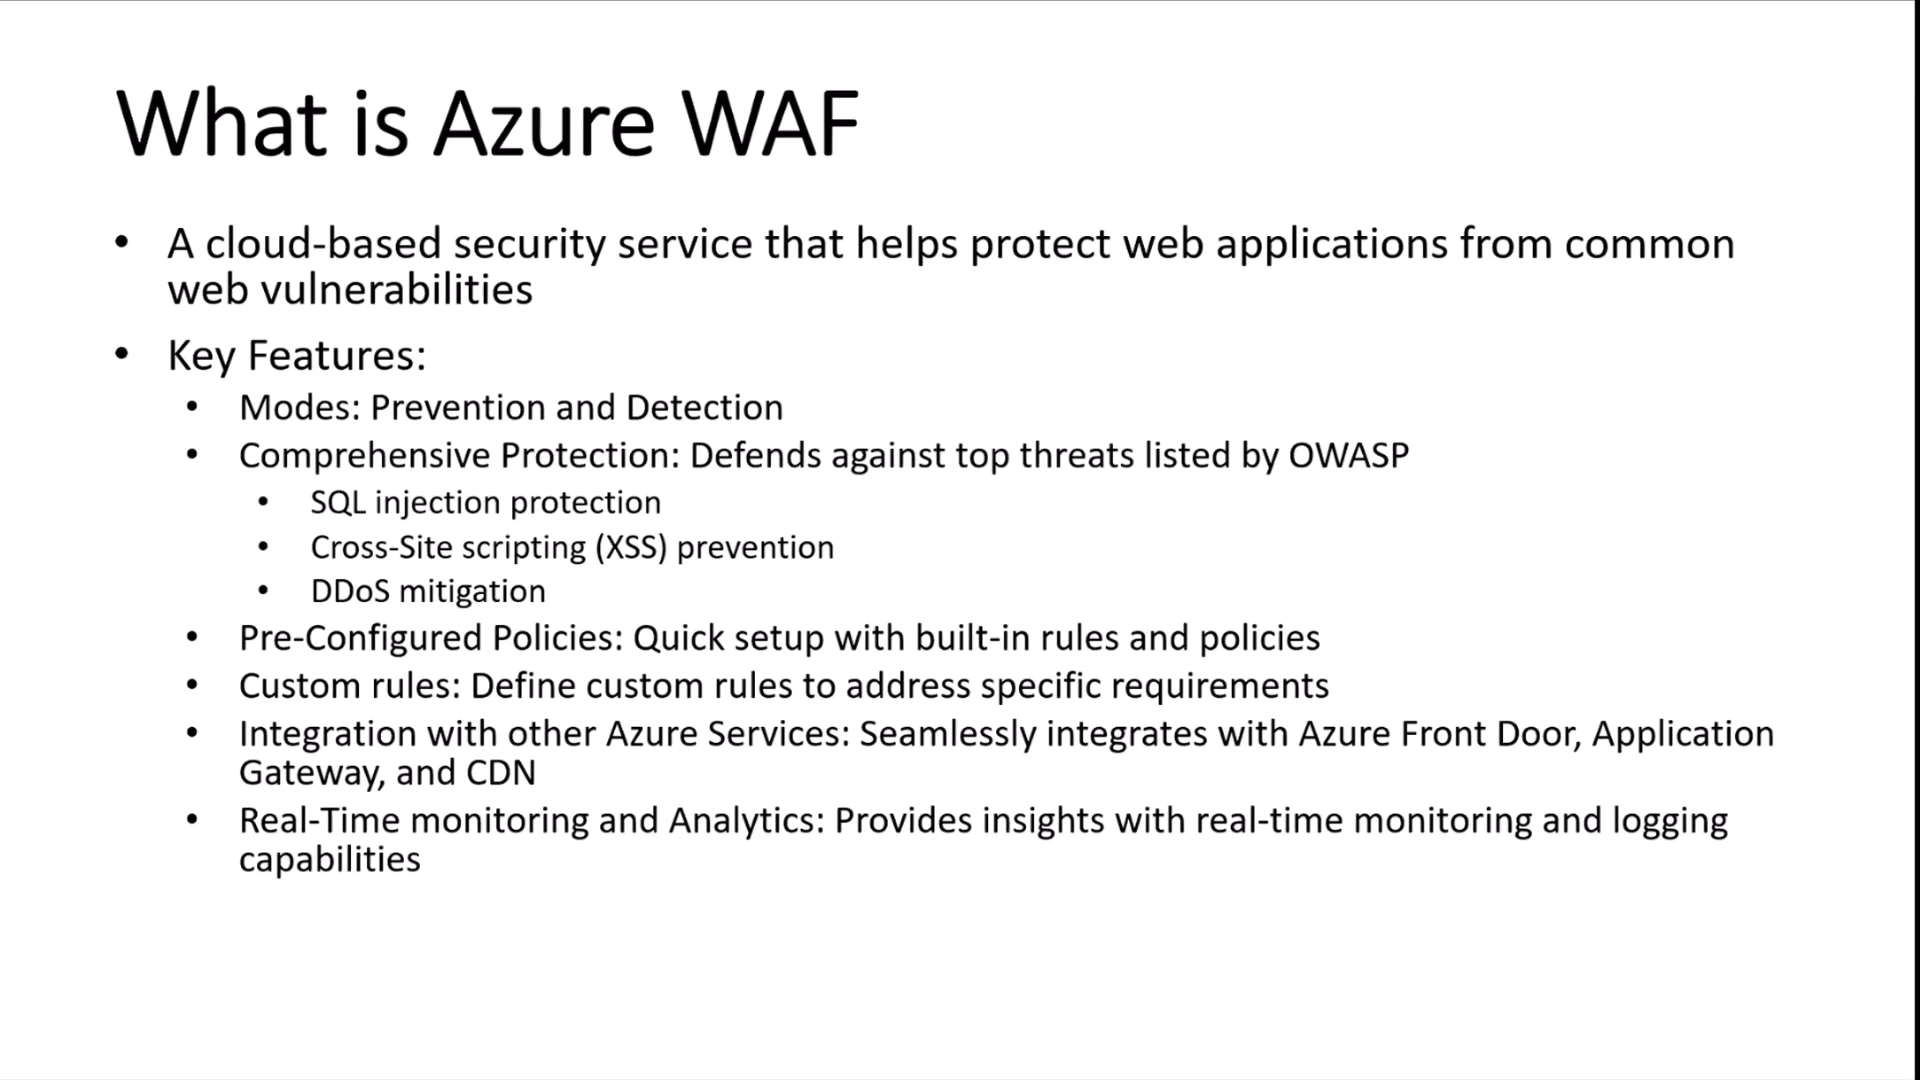 What is Azure WAF
• A cloud-based security service that helps protect web applications from common
web vulnerabilities
• Key Features:
• Modes: Prevention and Detection
• Comprehensive Protection: Defends against top threats listed by OWASP
• SQL injection protection
• Cross-Site scripting (XSS) prevention
• DDoS mitigation
• Pre-Configured Policies: Quick setup with built-in rules and policies
• Custom rules: Define custom rules to address specific requirements
• Integration with other Azure Services: Seamlessly integrates with Azure Front Door, Application
Gateway, and CDN
• Real-Time monitoring and Analytics: Provides insights with real-time monitoring and logging
capabilities